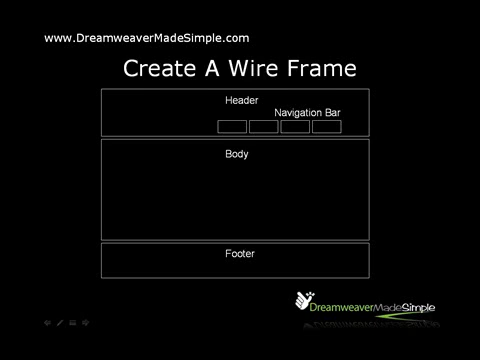 www.DreamweaverMadeSimple.com
Create A Wire Frame
Header
Navigation Bar
Body
Footer
DreamweaverMadeSimple